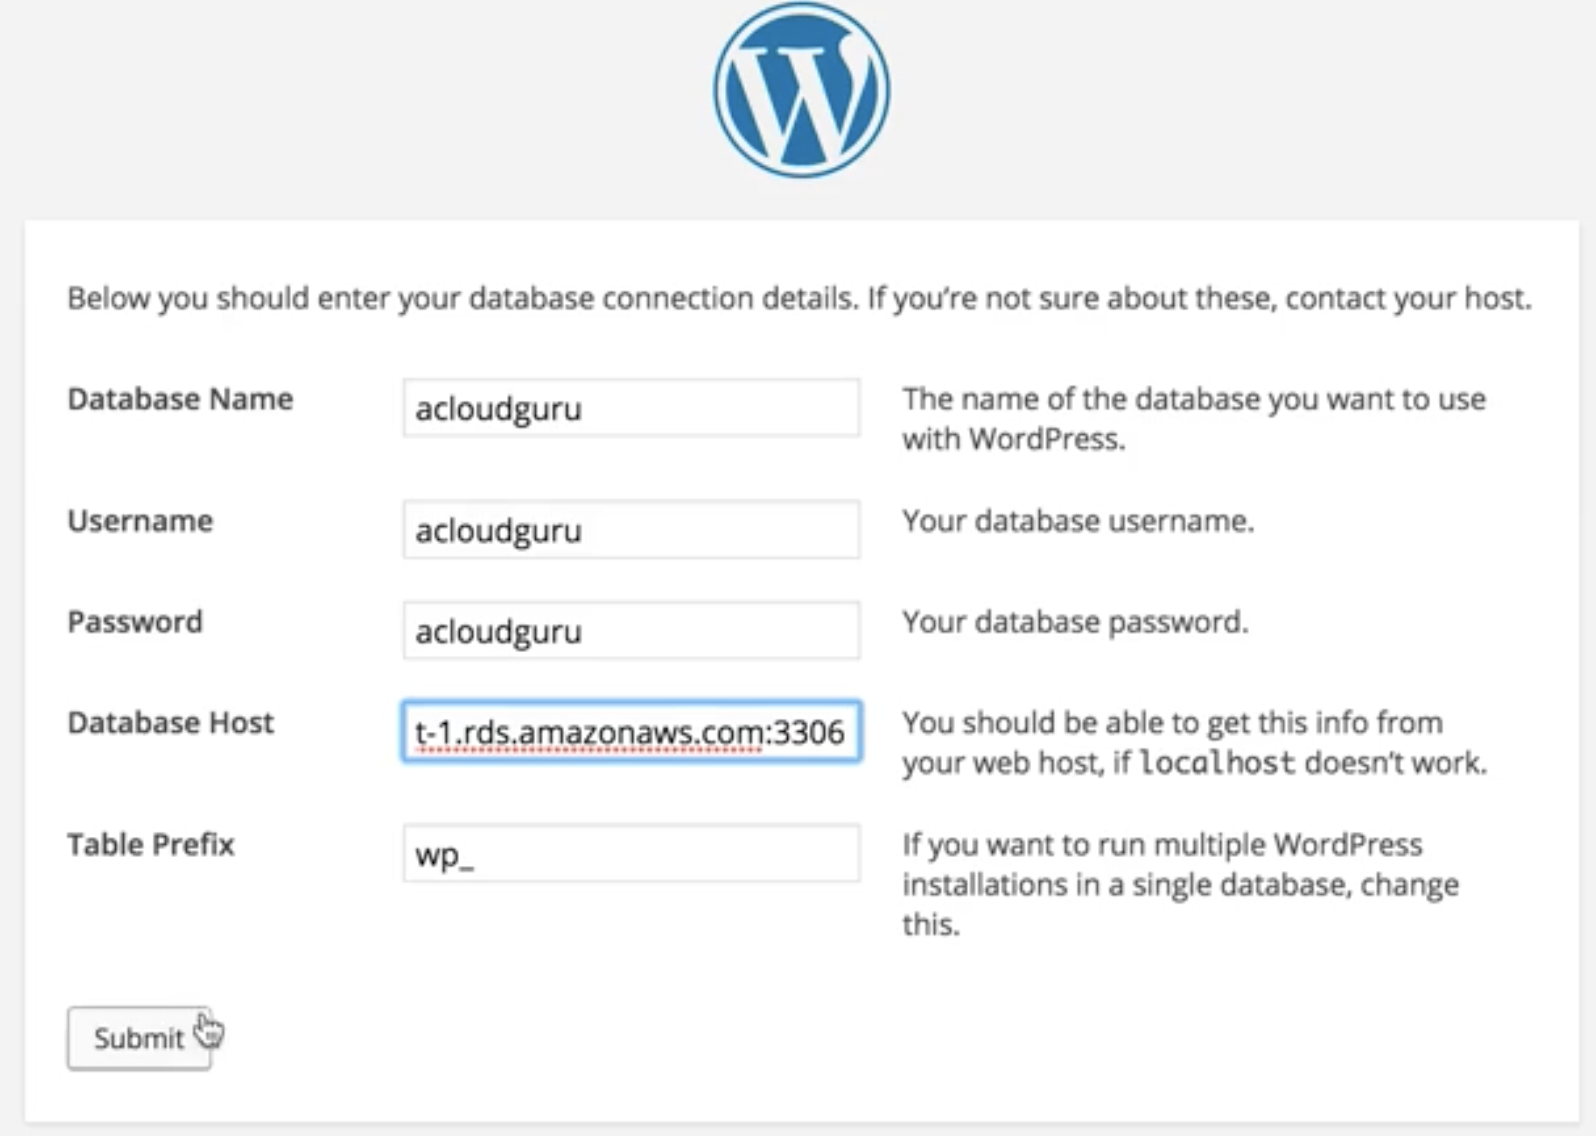 Below you should enter your database connection details. If you’re not sure about these, contact your host.
Database Name
acloudguru
The name of the database you want to use
with WordPress.
Username
acloudguru
Your database username.
Password
acloudguru
Your database password.
Database Host
t-1.rds.amazonaws.com:3306
You should be able to get this info from
your web host, if localhost doesn’t work.
Table Prefix
wp_
If you want to run multiple WordPress
installations in a single database, change
this.
Submit